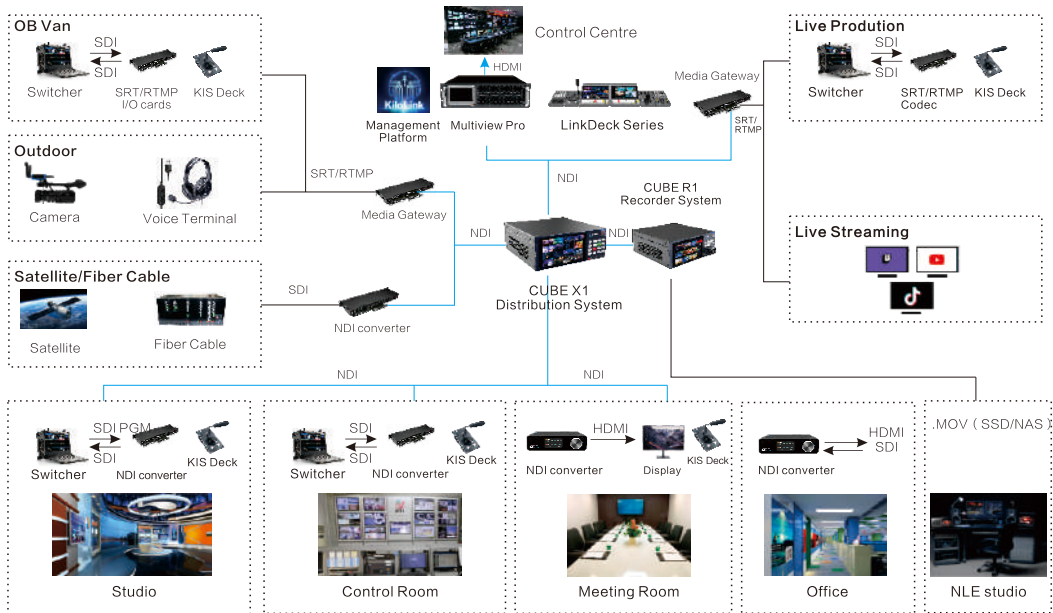 OB Van
SDI
SDI
Switcher
SRT/RTMP
I/O cards
KIS Deck
Outdoor
Camera
Voice Terminal
Satellite/Fiber Cable
Satellite
Fiber Cable
SRT/RTMP
Media Gateway
SDI
NDI converter
Control Centre
HDMI
KiloLink
Management
Platform
Multiview Pro
LinkDeck Series
Media Gateway
SRT/
RTMP
NDI
NDI
CUBE X1
Distribution System
NDI
CUBE R1
Recorder System
Live Prodution
SDI
SDI
Switcher
SRT/RTMP
Codec
KIS Deck
Live Streaming
NDI
NDI
SDI PGM
SDI
Switcher
NDI converter
KIS Deck
Studio
SDI
SDI
Switcher
NDI converter
KIS Deck
Control Room
HDMI
NDI converter
Display
KIS Deck
Meeting Room
HDMI
SDI
NDI converter
Office
.MOV（SSD/NAS）
NLE studio